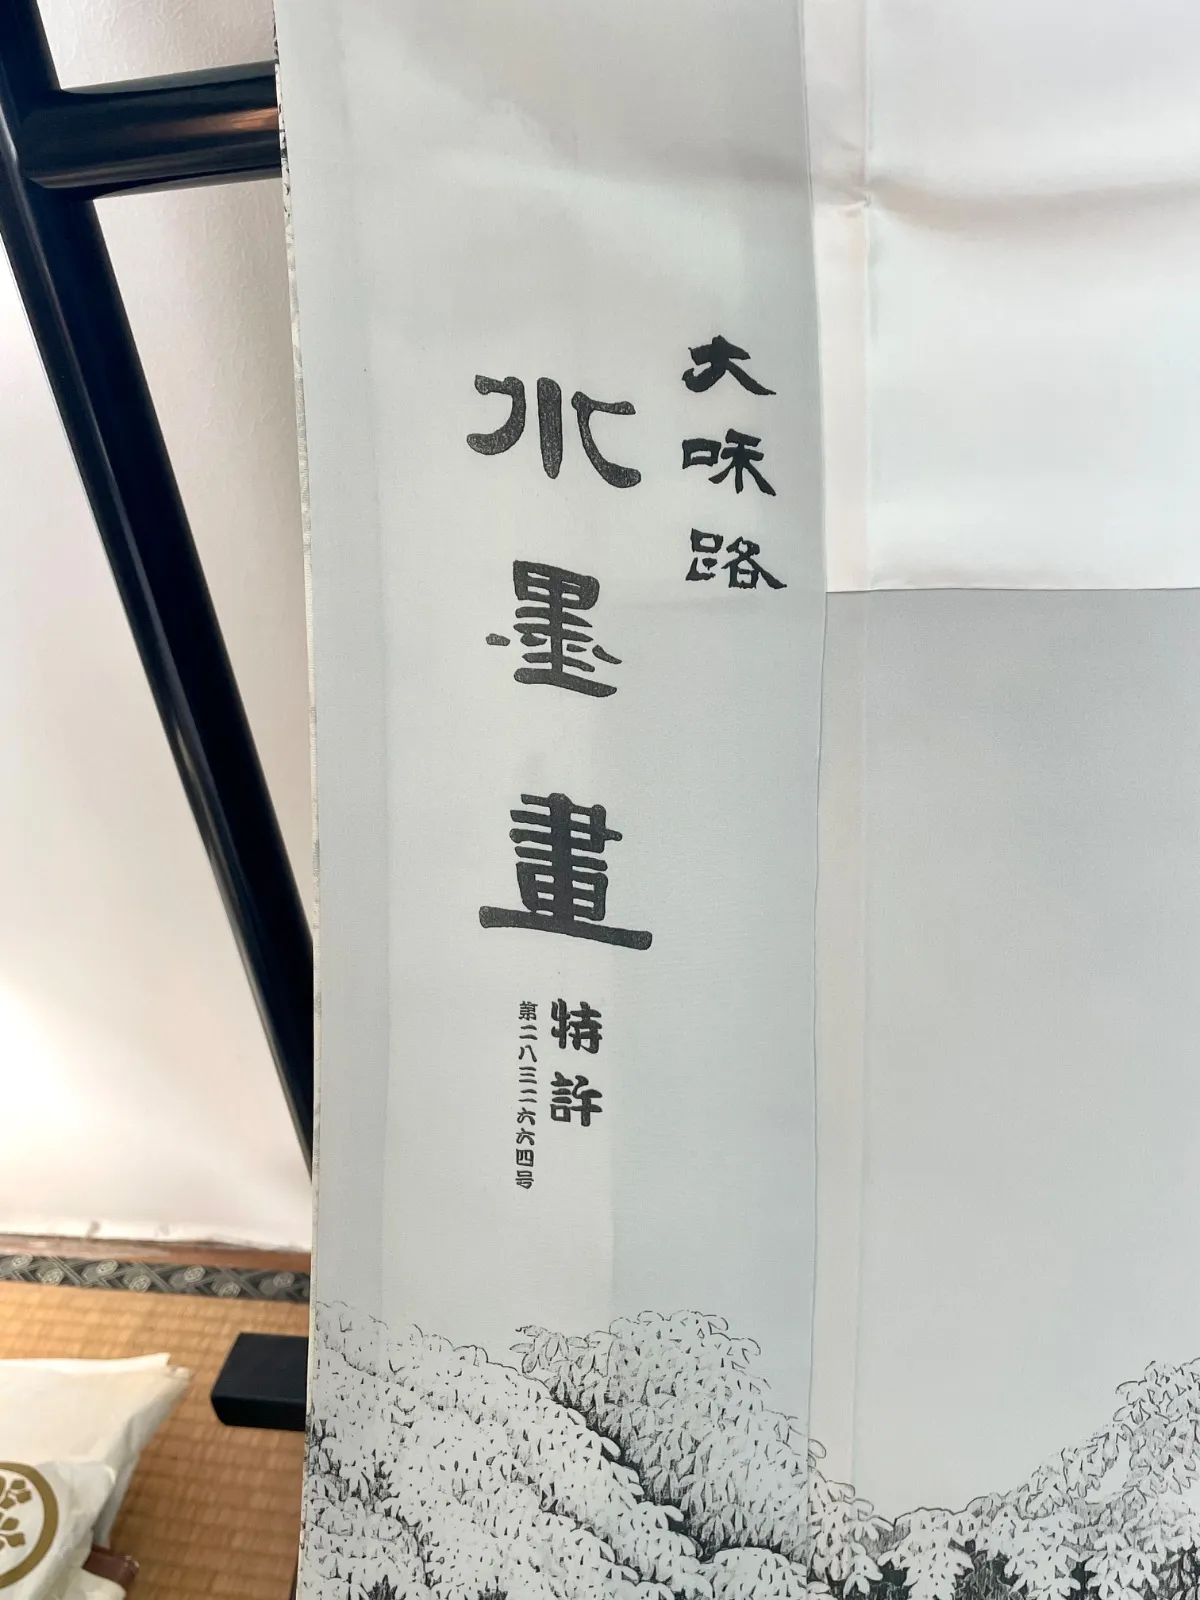 大味路
水墨畫
特許
第二八三二六六四号